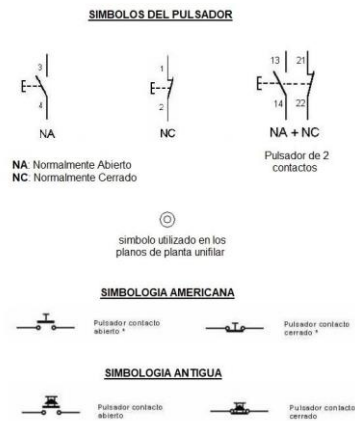 SIMBOLOS DEL PULSADOR
3
4
NA
1
2
NC
13 21
14 22
NA + NC
Pulsador de 2
contactos
NA: Normalmente Abierto
NC: Normalmente Cerrado
simbolo utilizado en los
planos de planta unifilar
SIMBOLOGIA AMERICANA
Pulsador contacto
abierto *
Pulsador contacto
cerrado *
SIMBOLOGIA ANTIGUA
Pulsador contacto
abierto
Pulsador contacto
cerrado